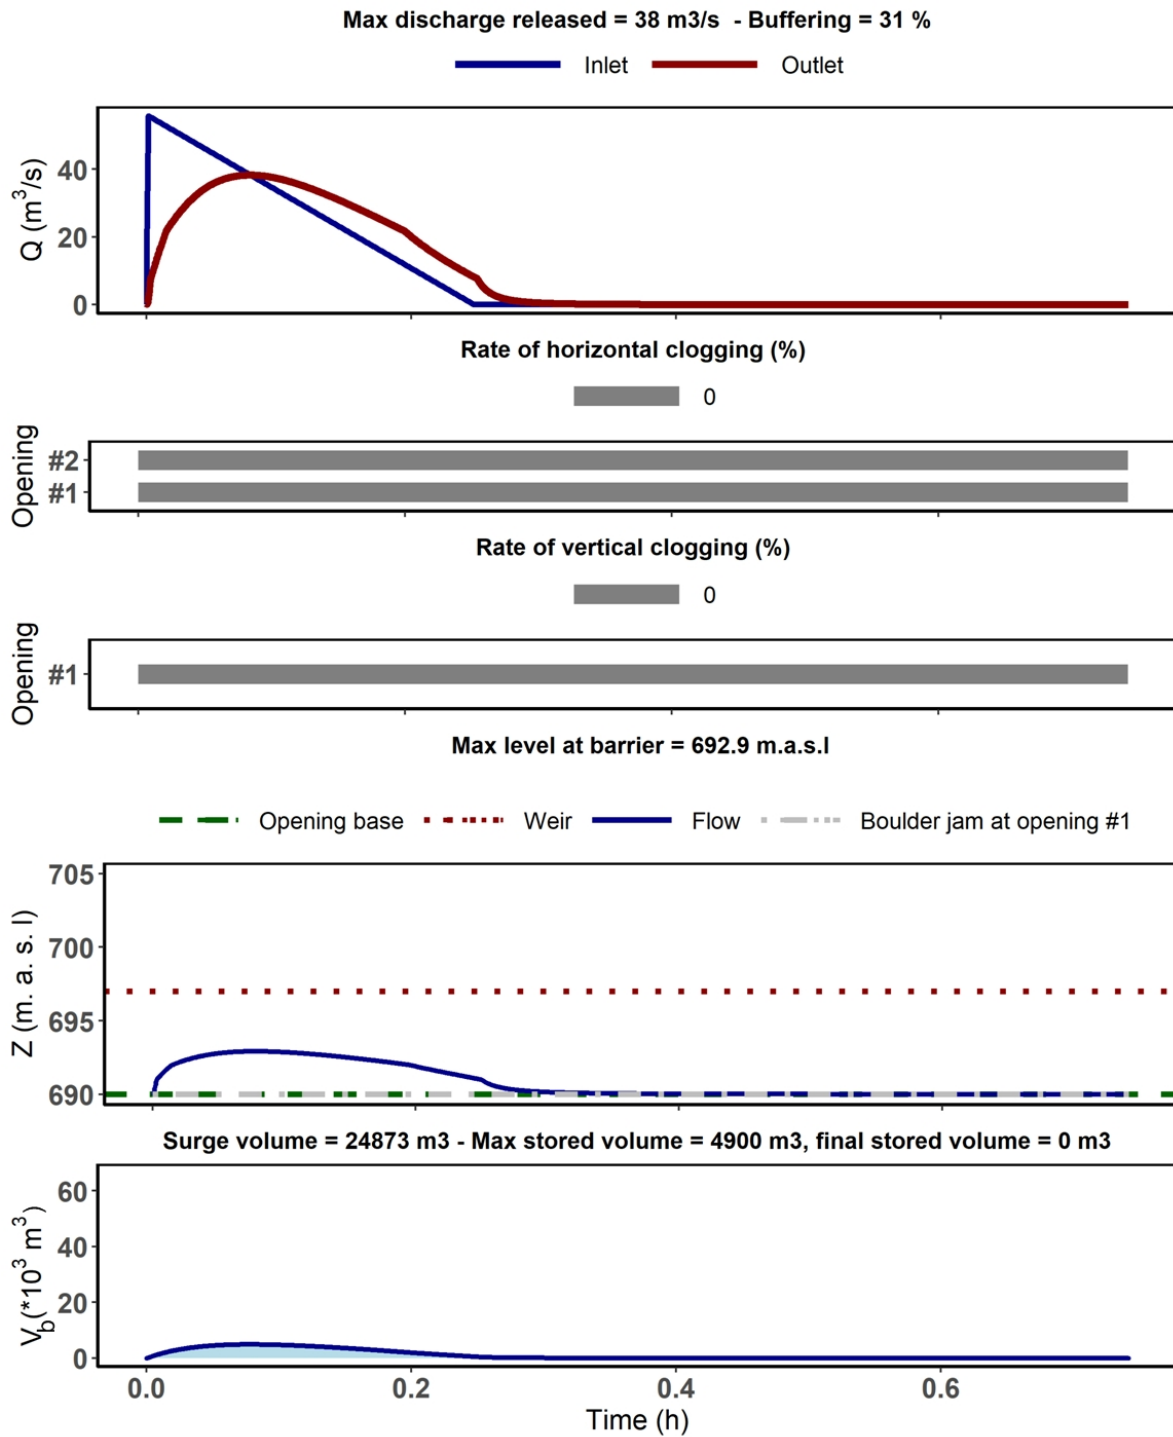 Max discharge released = 38 m3/s - Buffering = 31 %
Inlet Outlet
Q (m³/s)
40
20
0
Rate of horizontal clogging (%)
0
Opening
#2
#1
Rate of vertical clogging (%)
0
Opening
#1
Max level at barrier = 692.9 m.a.s.l
Opening base Weir Flow Boulder jam at opening #1
Z (m. a. s. l)
705
700
695
690
Surge volume = 24873 m3 - Max stored volume = 4900 m3, final stored volume = 0 m3
V_b(*10³ m³)
60
40
20
0
0.0 0.2 0.4 0.6
Time (h)